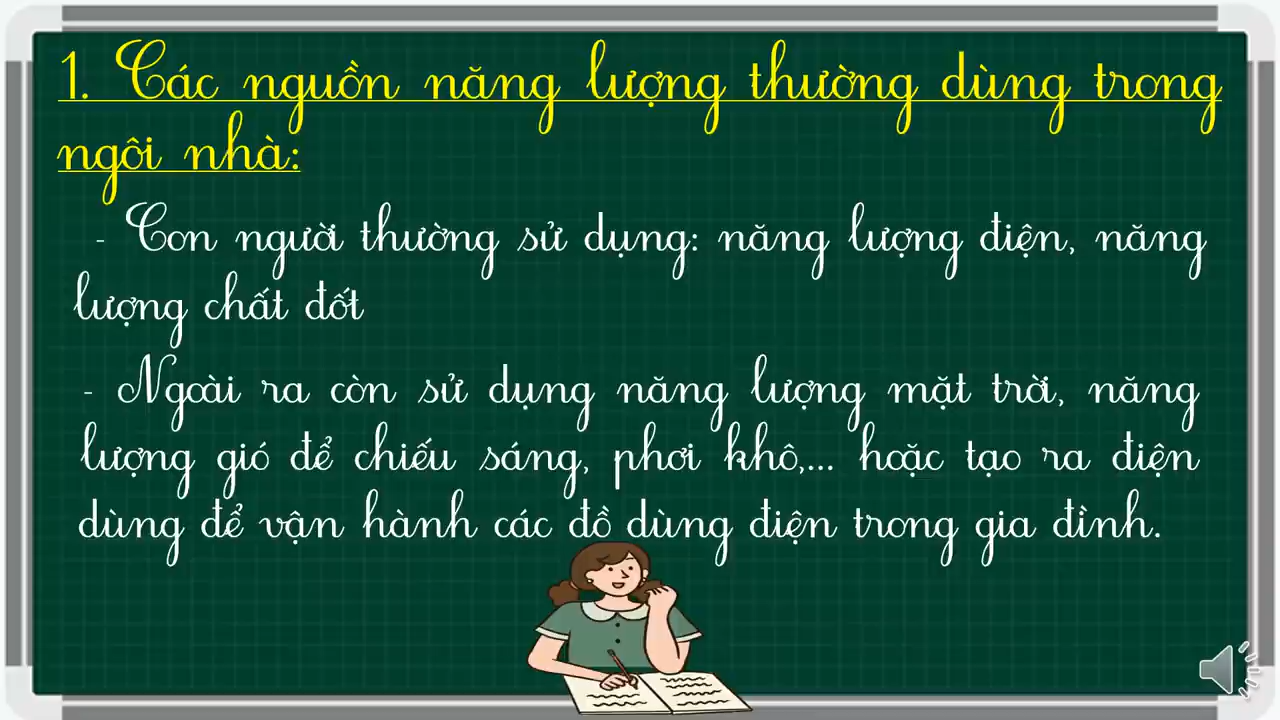 1. Các nguồn năng lượng thường dùng trong
ngôi nhà:
- Con người thường sử dụng: năng lượng điện, năng
lượng chất đốt
- Ngoài ra còn sử dụng năng lượng mặt trời, năng
lượng gió để chiếu sáng, phơi khô,... hoặc tạo ra điện
dùng để vận hành các đồ dùng điện trong gia đình.